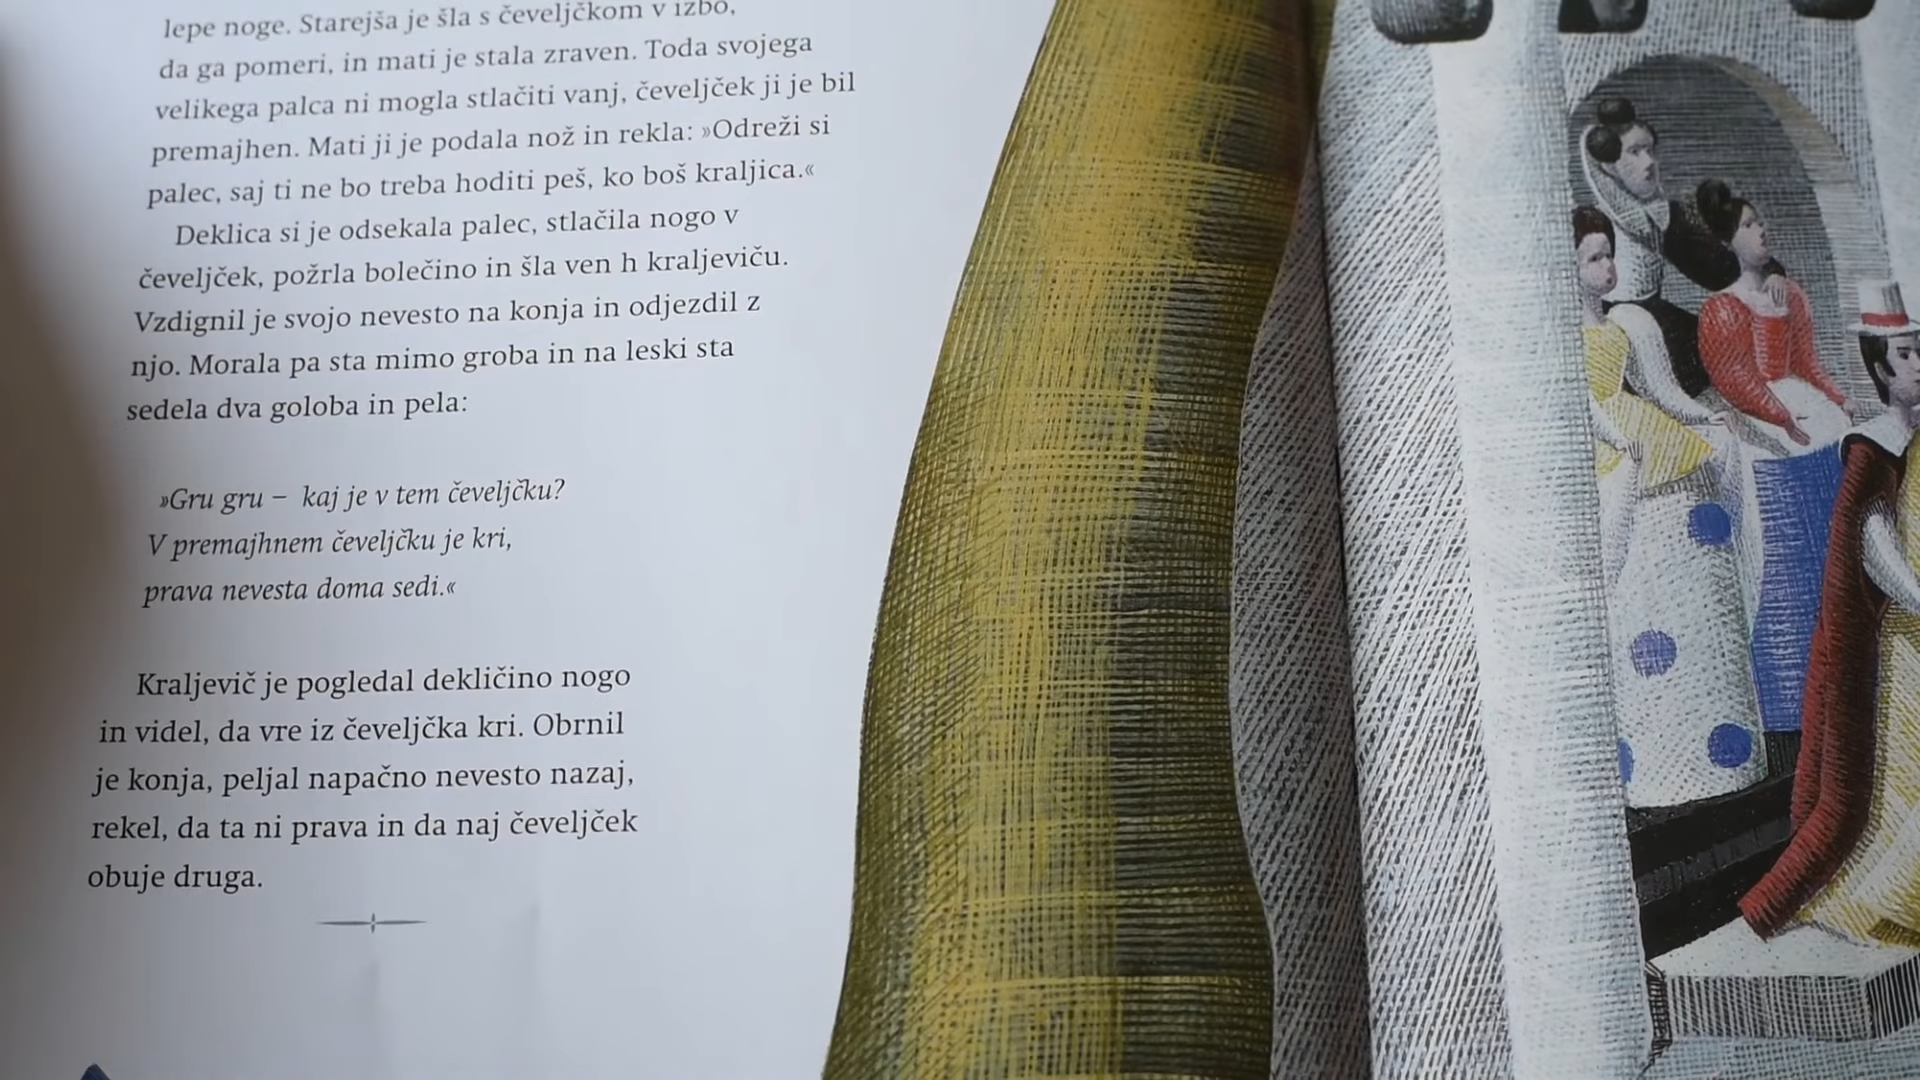 lepe noge. Starejša je šla s čeveljčkom v izbo,
da ga pomeri, in mati je stala zraven. Toda svojega
velikega palca ni mogla stlačiti vanj, čeveljček ji je bil
premajhen. Mati ji je podala nož in rekla: »Odreži si
palec, saj ti ne bo treba hoditi peš, ko boš kraljica.«
Deklica si je odsekala palec, stlačila nogo v
čeveljček, požrla bolečino in šla ven h kraljeviču.
Vzdignil je svojo nevesto na konja in odjezdil z
njo. Morala pa sta mimo groba in na leski sta
sedela dva goloba in pela:
»Gru gru – kaj je v tem čeveljčku?
V premajhnem čeveljčku je kri,
prava nevesta doma sedi.«
Kraljevič je pogledal dekličino nogo
in videl, da vre iz čeveljčka kri. Obrnil
je konja, peljal napačno nevesto nazaj,
rekel, da ta ni prava in da naj čeveljček
obuje druga.